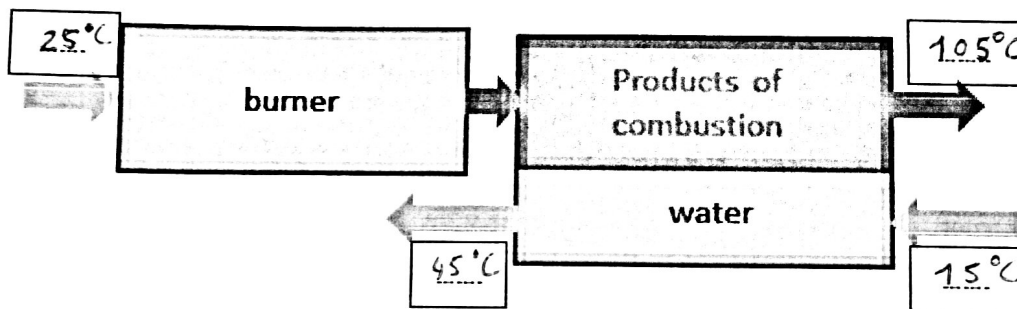 25°C
burner
Products of
combustion
105°C
water
45°C
15°C